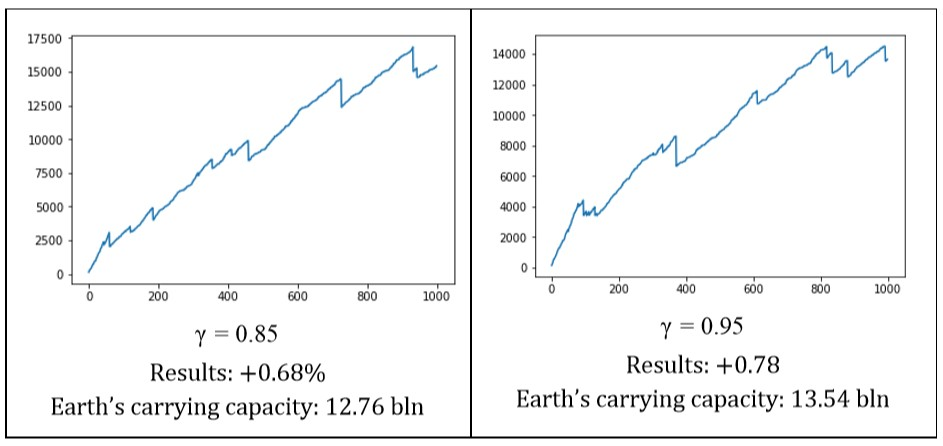 17500
15000
12500
10000
7500
5000
2500
0
0 200 400 600 800 1000
γ = 0.85
Results: +0.68%
Earth's carrying capacity: 12.76 bln
14000
12000
10000
8000
6000
4000
2000
0
0 200 400 600 800 1000
γ = 0.95
Results: +0.78
Earth's carrying capacity: 13.54 bln